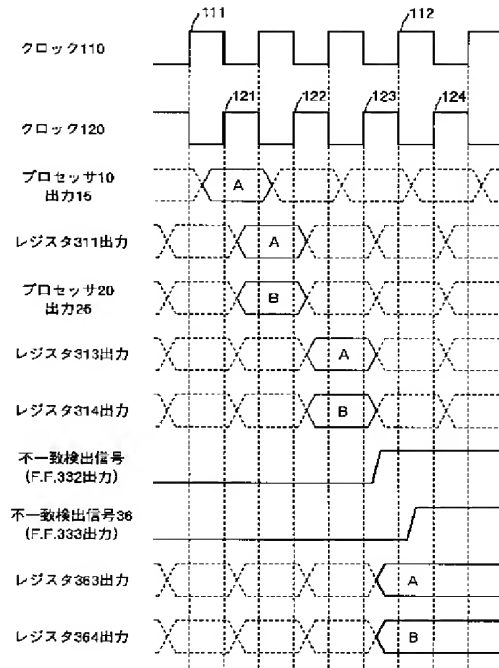 111
112
クロック110
121
122
123
124
クロック120
プロセッサ10
出力15
A
レジスタ311出力
A
プロセッサ20
出力25
B
レジスタ313出力
A
レジスタ314出力
B
不一致検出信号
(F.F.332出力)
不一致検出信号36
(F.F.333出力)
レジスタ363出力
A
レジスタ364出力
B